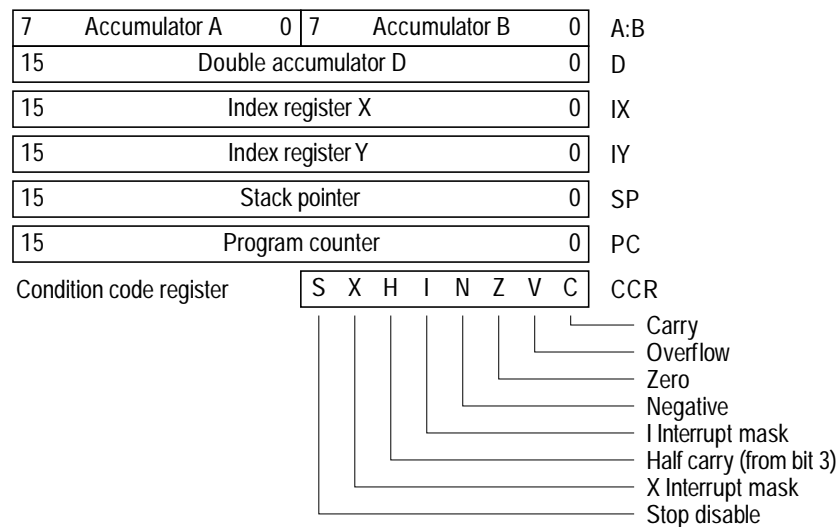 7 Accumulator A 0 7 Accumulator B 0 A:B
15 Double accumulator D 0 D
15 Index register X 0 IX
15 Index register Y 0 IY
15 Stack pointer 0 SP
15 Program counter 0 PC
Condition code register S X H I N Z V C CCR
Carry
Overflow
Zero
Negative
I Interrupt mask
Half carry (from bit 3)
X Interrupt mask
Stop disable